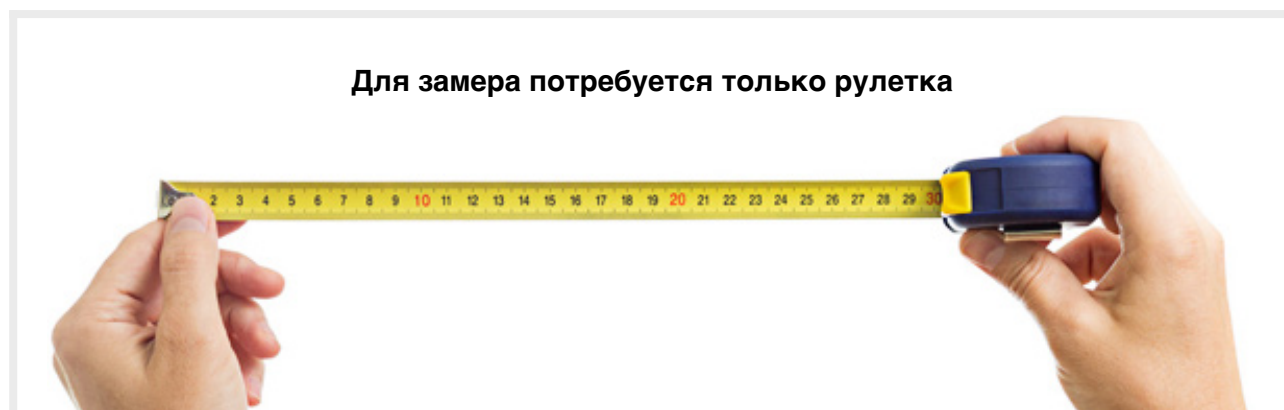 Для замера потребуется только рулетка
2 3 4 5 6 7 8 9 10 11 12 13 14 15 16 17 18 19 20 21 22 23 24 25 26 27 28 29 30